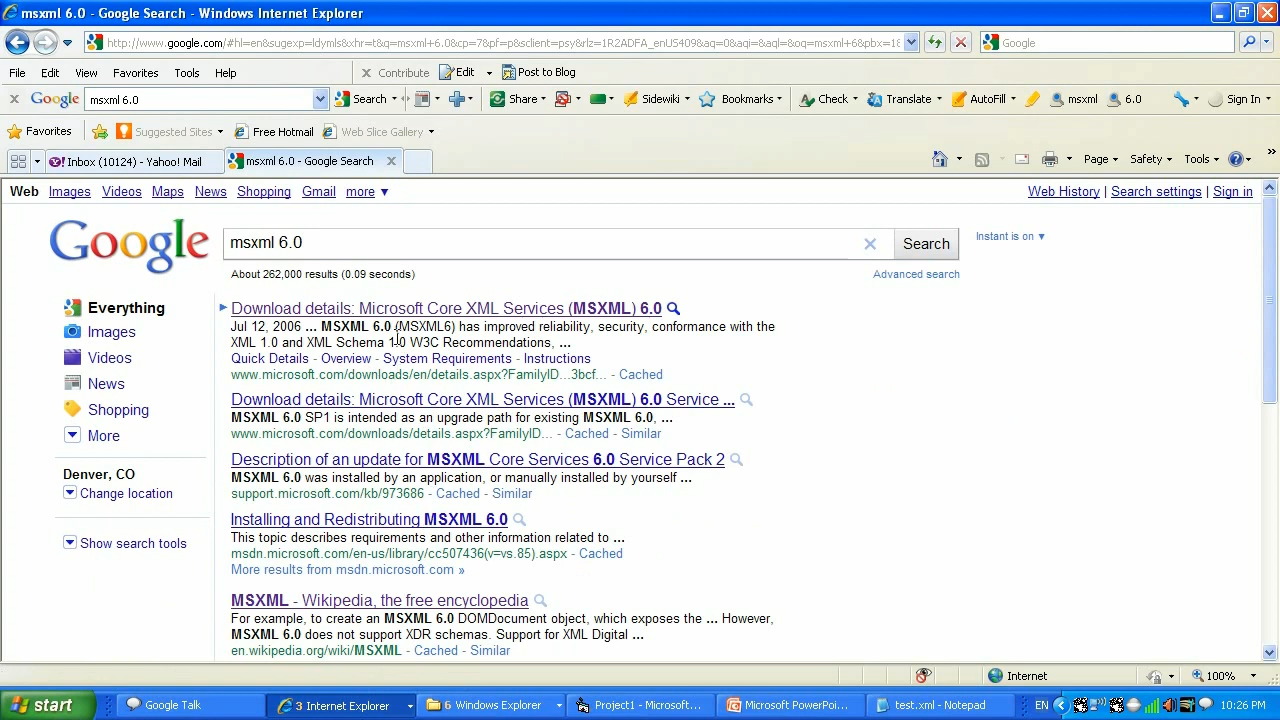 msxml 6.0 - Google Search - Windows Internet Explorer
http://www.google.com/#hl=en&sugexp=ldymls&xhr=t&q=msxml+6.0&cp=7&pf=p&sclient=psy&rlz=1R2ADFA_enUS409&aq=0&aqi=&aql=&oq=msxml+6&pbx=1& Google
File Edit View Favorites Tools Help X Contribute Edit Post to Blog
Google msxml 6.0 Search Share Sidewiki Bookmarks Check Translate AutoFill msxml 6.0 Sign In
Favorites Suggested Sites Free Hotmail Web Slice Gallery
Inbox (10124) - Yahoo! Mail msxml 6.0 - Google Search Page Safety Tools
Web Images Videos Maps News Shopping Gmail more Web History | Search settings | Sign in
Google msxml 6.0 Search Instant is on
About 262,000 results (0.09 seconds) Advanced search
Everything
Images
Videos
News
Shopping
More
Denver, CO
Change location
Show search tools
Download details: Microsoft Core XML Services (MSXML) 6.0
Jul 12, 2006 ... MSXML 6.0 (MSXML6) has improved reliability, security, conformance with the
XML 1.0 and XML Schema 1.0 W3C Recommendations, ...
Quick Details - Overview - System Requirements - Instructions
www.microsoft.com/downloads/en/details.aspx?FamilyID...3bcf... - Cached
Download details: Microsoft Core XML Services (MSXML) 6.0 Service ...
MSXML 6.0 SP1 is intended as an upgrade path for existing MSXML 6.0, ...
www.microsoft.com/downloads/details.aspx?FamilyID... - Cached - Similar
Description of an update for MSXML Core Services 6.0 Service Pack 2
MSXML 6.0 was installed by an application, or manually installed by yourself ...
support.microsoft.com/kb/973686 - Cached - Similar
Installing and Redistributing MSXML 6.0
This topic describes requirements and other information related to ...
msdn.microsoft.com/en-us/library/cc507436(v=vs.85).aspx - Cached
More results from msdn.microsoft.com »
MSXML - Wikipedia, the free encyclopedia
For example, to create an MSXML 6.0 DOMDocument object, which exposes the ... However,
MSXML 6.0 does not support XDR schemas. Support for XML Digital ...
en.wikipedia.org/wiki/MSXML - Cached - Similar
Internet 100%
start Google Talk 3 Internet Explorer 6 Windows Explorer Project1 - Microsoft... Microsoft PowerPoi... test.xml - Notepad EN 10:26 PM